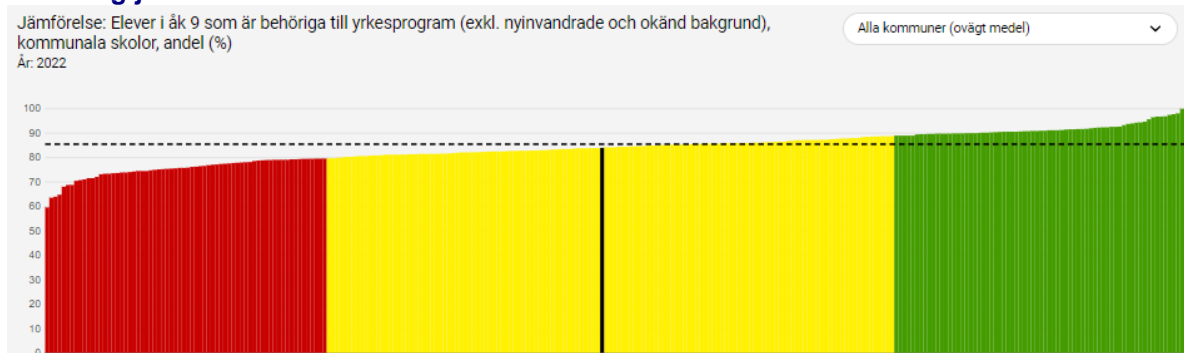 Jämförelse: Elever i åk 9 som är behöriga till yrkesprogram (exkl. nyinvandrade och okänd bakgrund),
kommunala skolor, andel (%)
År: 2022
Alla kommuner (ovägt medel)
100
90
80
70
60
50
40
30
20
10
0